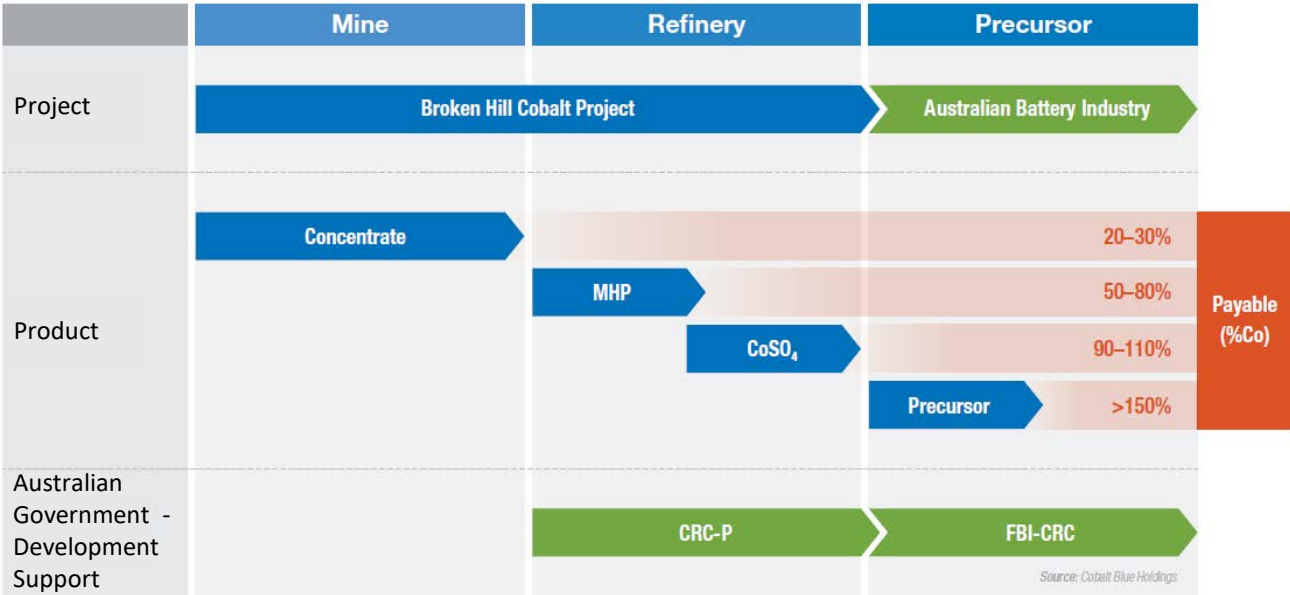 Mine Refinery Precursor
Project
Broken Hill Cobalt Project Australian Battery Industry
Product
Concentrate 20–30%
MHP 50–80%
CoSO₄ 90–110%
Precursor >150%
Payable
(%Co)
Australian
Government -
Development
Support
CRC-P FBI-CRC
Source: Cobalt Blue Holdings